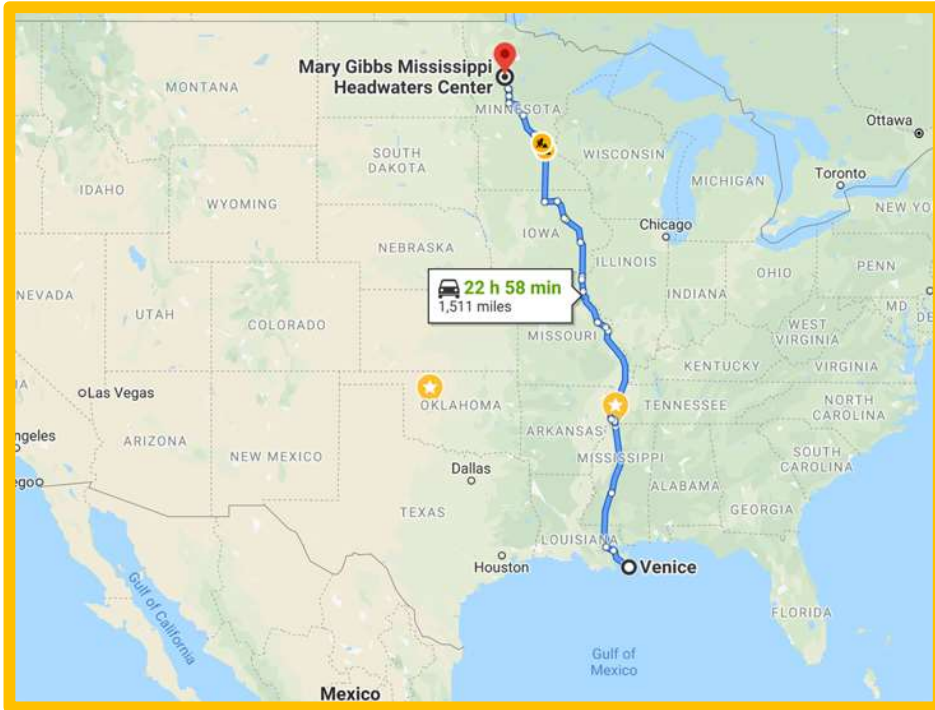 Mary Gibbs Mississippi
Headwaters Center
MONTANA
MINNESOTA
Ottawa
SOUTH
DAKOTA
WISCONSIN
MICHIGAN
Toronto
IDAHO
WYOMING
NEW YO
Chicago
IOWA
NEBRASKA
ILLINOIS
OHIO
PENN
22 h 58 min
1,511 miles
INDIANA
NEVADA
UTAH
COLORADO
MD
DE
WEST
VIRGINIA
MISSOURI
KENTUCKY
VIRGINIA
Las Vegas
OKLAHOMA
TENNESSEE
NORTH
CAROLINA
ngeles
ARIZONA
NEW MEXICO
ARKANSAS
MISSISSIPPI
SOUTH
CAROLINA
Dallas
ego
ALABAMA
GEORGIA
TEXAS
LOUISIANA
Houston
Venice
Gulf of
California
FLORIDA
Gulf of
Mexico
Mexico